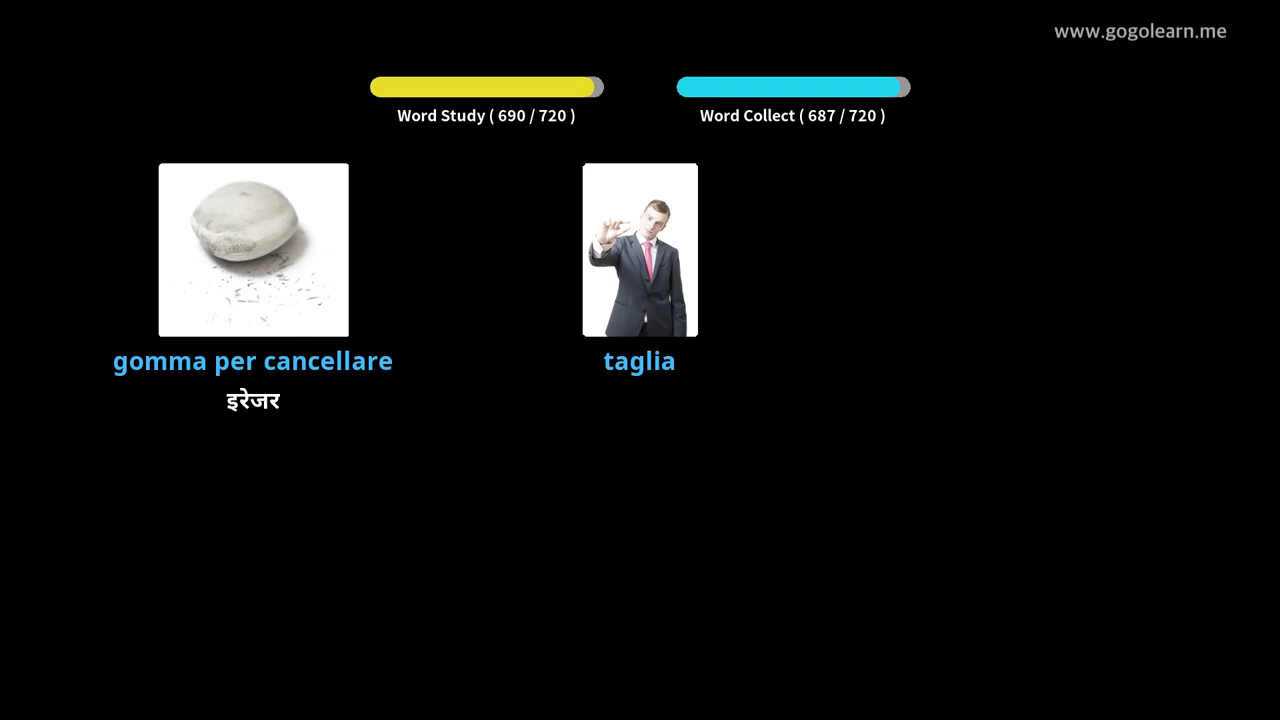 www.gogolearn.me
Word Study ( 690 / 720 )
Word Collect ( 687 / 720 )
gomma per cancellare
taglia
इरेजर